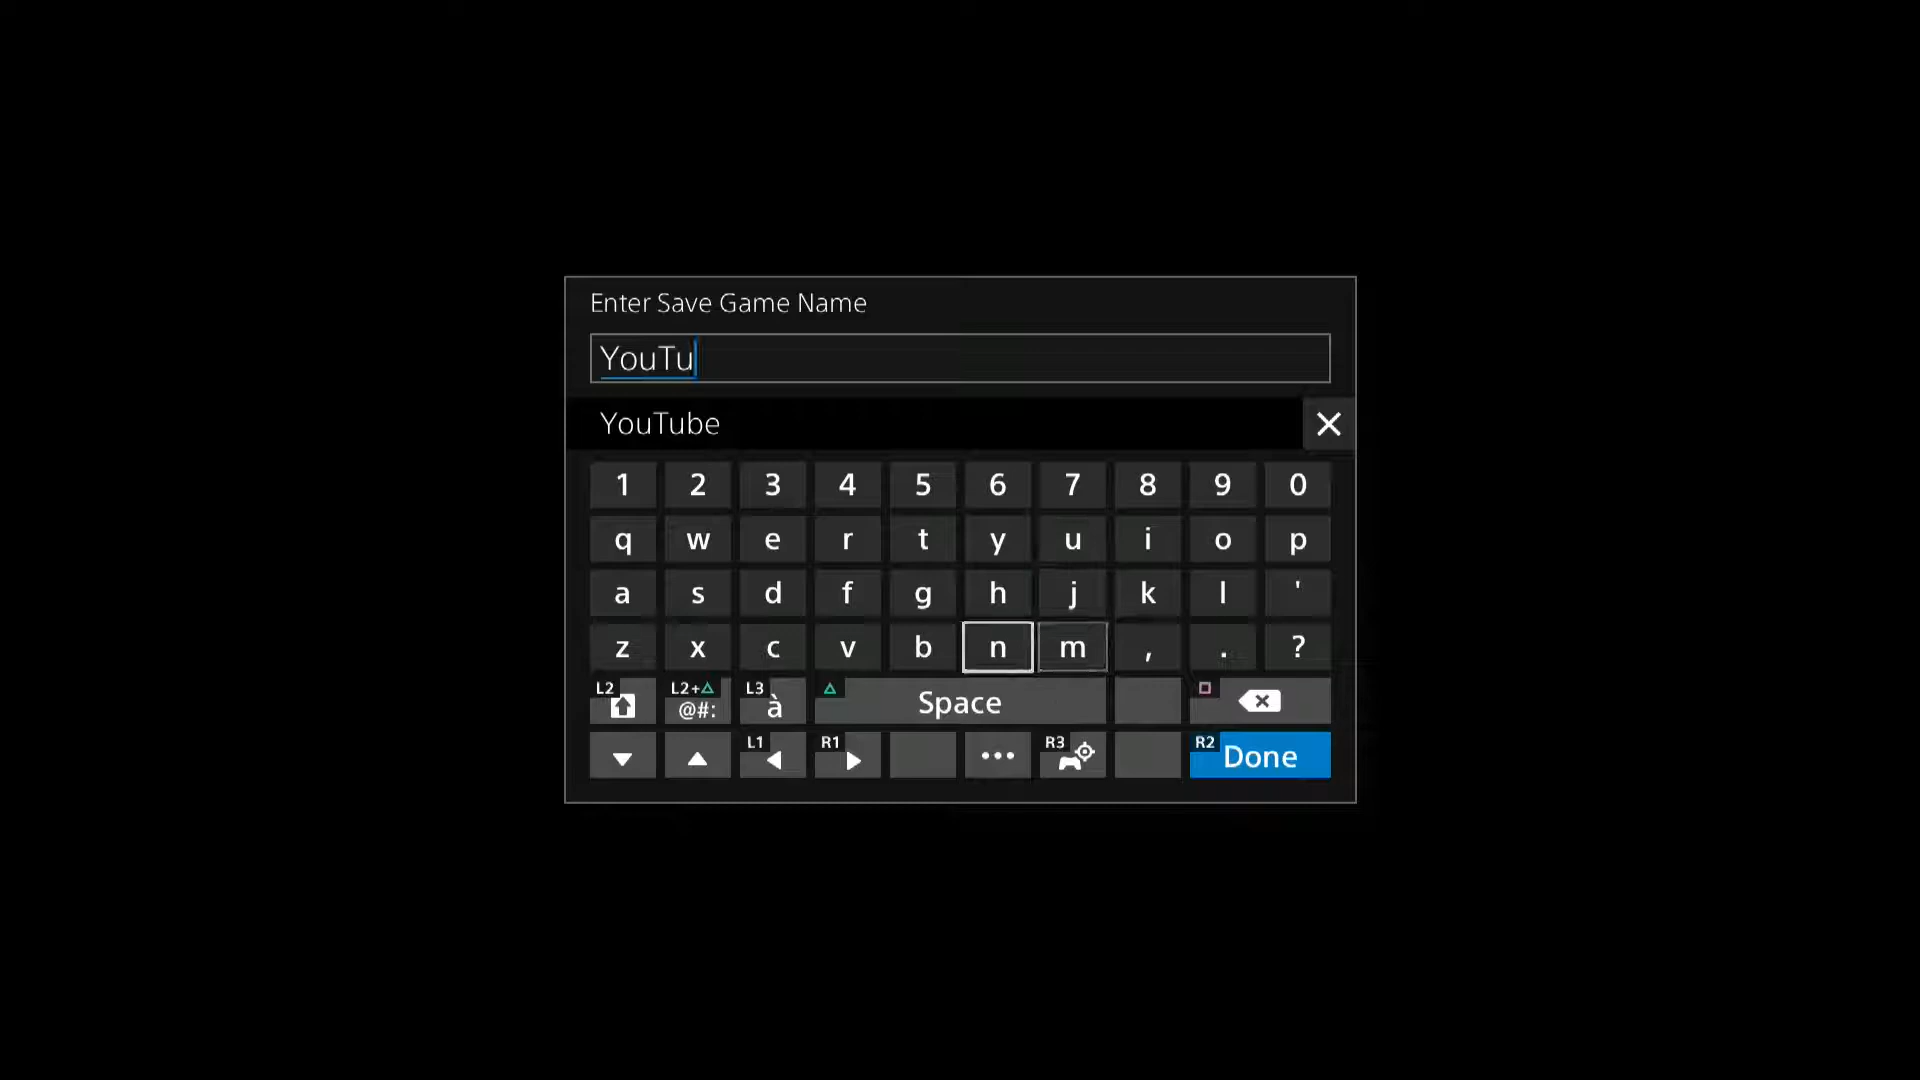 Enter Save Game Name
YouTu
YouTube
1 2 3 4 5 6 7 8 9 0
q w e r t y u i o p
a s d f g h j k l '
z x c v b n m , . ?
L2 L2+△ @#: L3 à △ Space □
L1 R1 ... R3 R2 Done